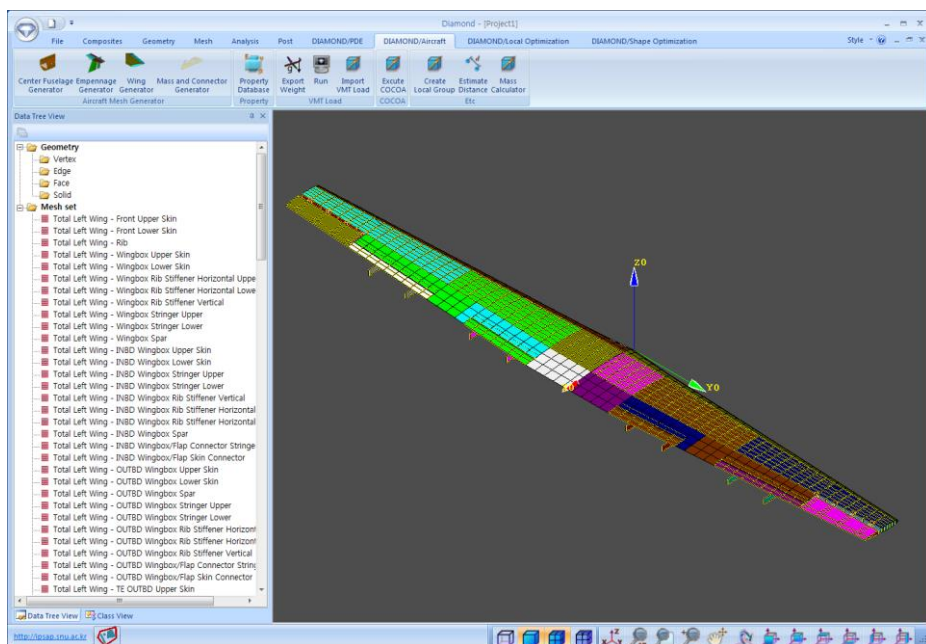 Diamond - [Project1]
File Composites Geometry Mesh Analysis Post DIAMOND/PDE DIAMOND/Aircraft DIAMOND/Local Optimization DIAMOND/Shape Optimization Style
Center Fuselage Generator Empennage Generator Wing Generator Mass and Connector Generator Property Database Export Weight Run Import VMT Load Excute COCOA Create Local Group Estimate Distance Mass Calculator
Aircraft Mesh Generator Property VMT Load COCOA Etc
Data Tree View
Geometry
Vertex
Edge
Face
Solid
Mesh set
Total Left Wing - Front Upper Skin
Total Left Wing - Front Lower Skin
Total Left Wing - Rib
Total Left Wing - Wingbox Upper Skin
Total Left Wing - Wingbox Lower Skin
Total Left Wing - Wingbox Rib Stiffener Horizontal Uppe
Total Left Wing - Wingbox Rib Stiffener Horizontal Lowe
Total Left Wing - Wingbox Rib Stiffener Vertical
Total Left Wing - Wingbox Stringer Upper
Total Left Wing - Wingbox Stringer Lower
Total Left Wing - Wingbox Spar
Total Left Wing - INBD Wingbox Upper Skin
Total Left Wing - INBD Wingbox Lower Skin
Total Left Wing - INBD Wingbox Stringer Upper
Total Left Wing - INBD Wingbox Stringer Lower
Total Left Wing - INBD Wingbox Rib Stiffener Vertical
Total Left Wing - INBD Wingbox Rib Stiffener Horizontal
Total Left Wing - INBD Wingbox Rib Stiffener Horizontal
Total Left Wing - INBD Wingbox Spar
Total Left Wing - INBD Wingbox/Flap Connector Stringe
Total Left Wing - INBD Wingbox/Flap Skin Connector
Total Left Wing - OUTBD Wingbox Upper Skin
Total Left Wing - OUTBD Wingbox Lower Skin
Total Left Wing - OUTBD Wingbox Spar
Total Left Wing - OUTBD Wingbox Stringer Upper
Total Left Wing - OUTBD Wingbox Stringer Lower
Total Left Wing - OUTBD Wingbox Rib Stiffener Horizont
Total Left Wing - OUTBD Wingbox Rib Stiffener Horizont
Total Left Wing - OUTBD Wingbox Rib Stiffener Vertical
Total Left Wing - OUTBD Wingbox/Flap Connector String
Total Left Wing - OUTBD Wingbox/Flap Skin Connector
Total Left Wing - TE OUTBD Upper Skin
Z0
Y0
Data Tree View Class View
http://ipsap.snu.ac.kr